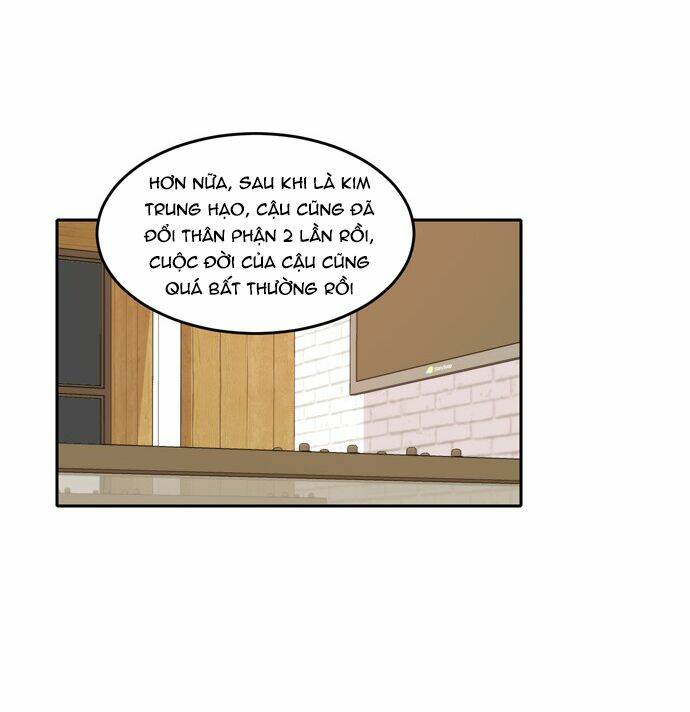 HƠN NỮA, SAU KHI LÀ KIM
TRUNG HẠO, CẬU CŨNG ĐÃ
ĐỔI THÂN PHẬN 2 LẦN RỒI,
CUỘC ĐỜI CỦA CẬU CŨNG
QUÁ BẤT THƯỜNG RỒI